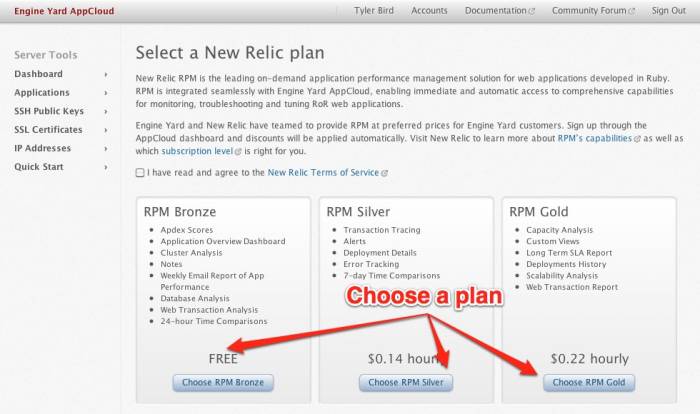 Engine Yard AppCloud
Tyler Bird Accounts Documentation Community Forum Sign Out
Server Tools
Dashboard
Applications
SSH Public Keys
SSL Certificates
IP Addresses
Quick Start
Select a New Relic plan
New Relic RPM is the leading on-demand application performance management solution for web applications developed in Ruby.
RPM is integrated seamlessly with Engine Yard AppCloud, enabling immediate and automatic access to comprehensive capabilities
for monitoring, troubleshooting and tuning RoR web applications.
Engine Yard and New Relic have teamed to provide RPM at preferred prices for Engine Yard customers. Sign up through the
AppCloud dashboard and discounts will be applied automatically. Visit New Relic to learn more about RPM's capabilities as well as
which subscription level is right for you.
I have read and agree to the New Relic Terms of Service
RPM Bronze
• Apdex Scores
• Application Overview Dashboard
• Cluster Analysis
• Notes
• Weekly Email Report of App
Performance
• Database Analysis
• Web Transaction Analysis
• 24-hour Time Comparisons
FREE
Choose RPM Bronze
RPM Silver
• Transaction Tracing
• Alerts
• Deployment Details
• Error Tracking
• 7-day Time Comparisons
Choose a plan
$0.14 hourly
Choose RPM Silver
RPM Gold
• Capacity Analysis
• Custom Views
• Long Term SLA Report
• Deployments History
• Scalability Analysis
• Web Transaction Report
$0.22 hourly
Choose RPM Gold